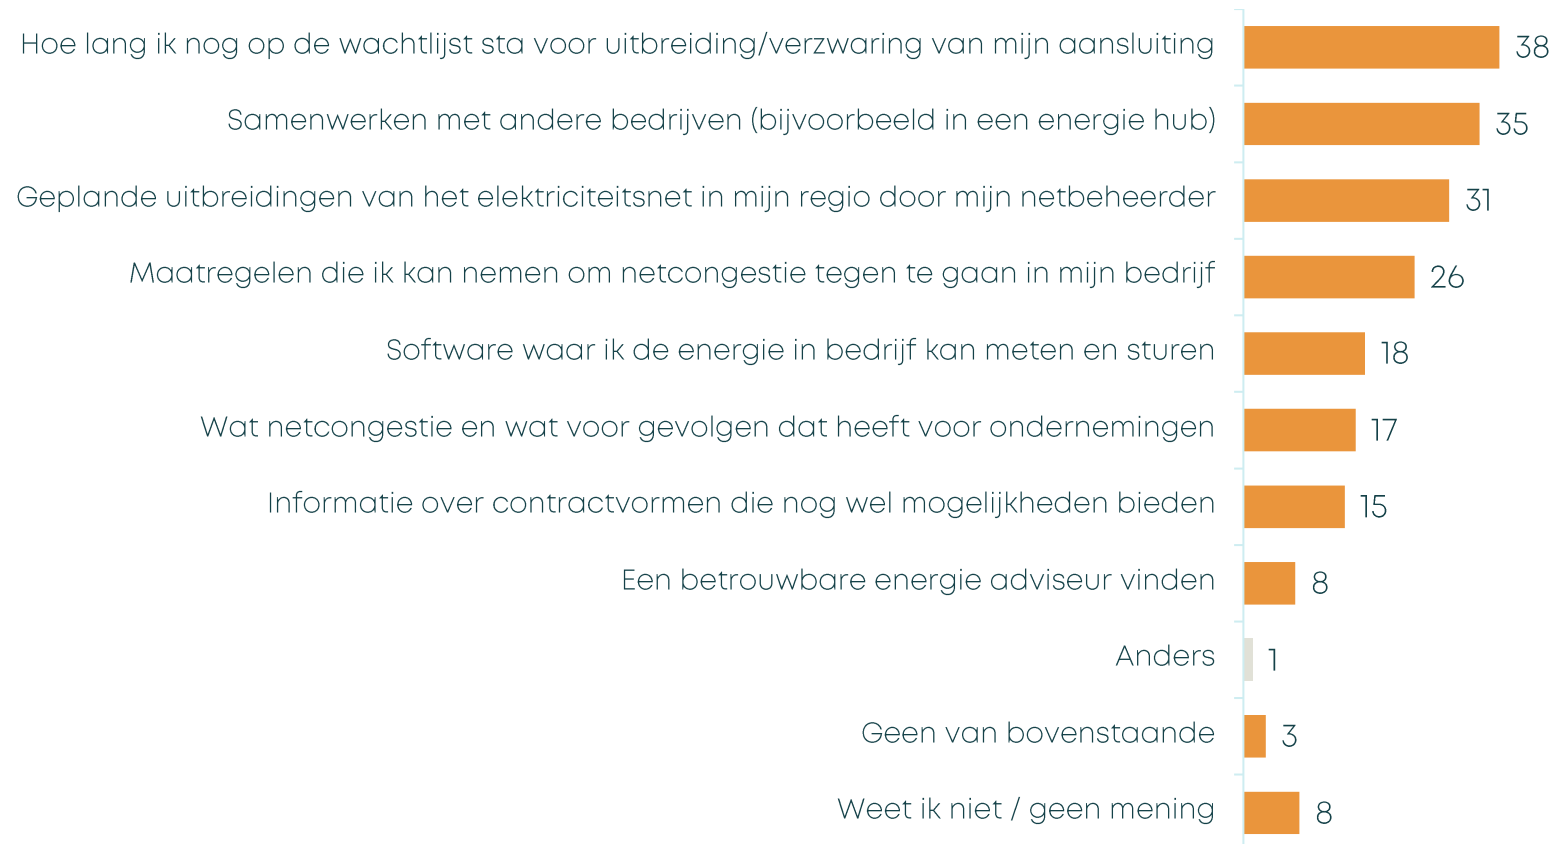 Hoe lang ik nog op de wachtlijst sta voor uitbreiding/verzwaring van mijn aansluiting 38
Samenwerken met andere bedrijven (bijvoorbeeld in een energie hub) 35
Geplande uitbreidingen van het elektriciteitsnet in mijn regio door mijn netbeheerder 31
Maatregelen die ik kan nemen om netcongestie tegen te gaan in mijn bedrijf 26
Software waar ik de energie in bedrijf kan meten en sturen 18
Wat netcongestie en wat voor gevolgen dat heeft voor ondernemingen 17
Informatie over contractvormen die nog wel mogelijkheden bieden 15
Een betrouwbare energie adviseur vinden 8
Anders 1
Geen van bovenstaande 3
Weet ik niet / geen mening 8